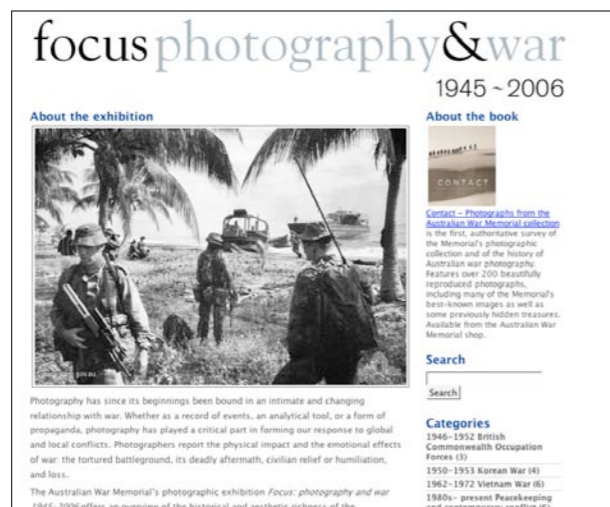 focus photography & war
1945 ~ 2006
About the exhibition
gov.au
Photography has since its beginnings been bound in an intimate and changing
relationship with war. Whether as a record of events, an analytical tool, or a form of
propaganda, photography has played a critical part in forming our response to global
and local conflicts. Photographers report the physical impact and the emotional effects
of war: the tortured battleground, its deadly aftermath, civilian relief or humiliation,
and loss.
The Australian War Memorial's photographic exhibition Focus: photography and war
1945-2006 offers an overview of the historical and aesthetic richness of the
About the book
CONTACT
Contact - Photographs from the
Australian War Memorial collection
is the first, authoritative survey of
the Memorial's photographic
collection and of the history of
Australian war photography.
Features over 200 beautifully
reproduced photographs,
including many of the Memorial's
best-known images as well as
some previously hidden treasures.
Available from the Australian War
Memorial shop.
Search
Search
Categories
1946-1952 British
Commonwealth Occupation
Forces (3)
1950-1953 Korean War (4)
1962-1972 Vietnam War (6)
1980s- present Peacekeeping
and contemporary conflict